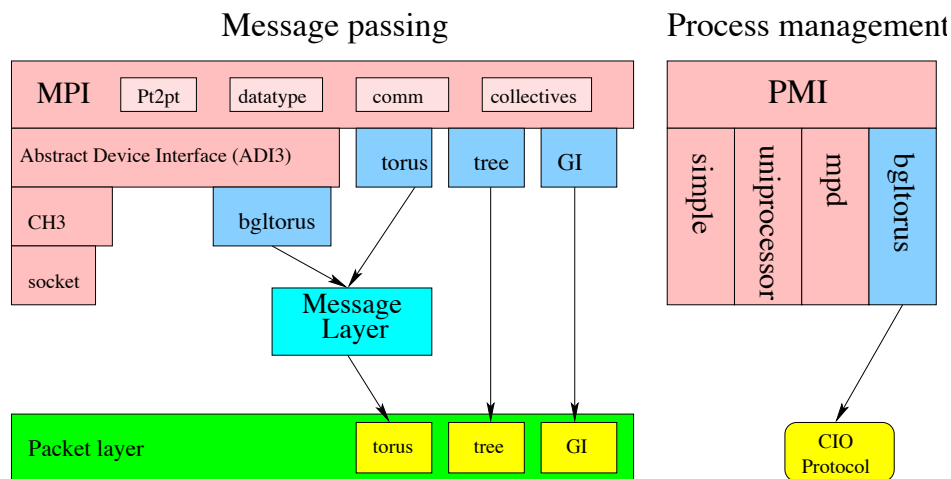 Message passing
Process management
MPI
Pt2pt
datatype
comm
collectives
PMI
Abstract Device Interface (ADI3)
torus
tree
GI
simple
uniprocessor
mpd
bgltorus
CH3
bgltorus
socket
Message
Layer
Packet layer
torus
tree
GI
CIO
Protocol